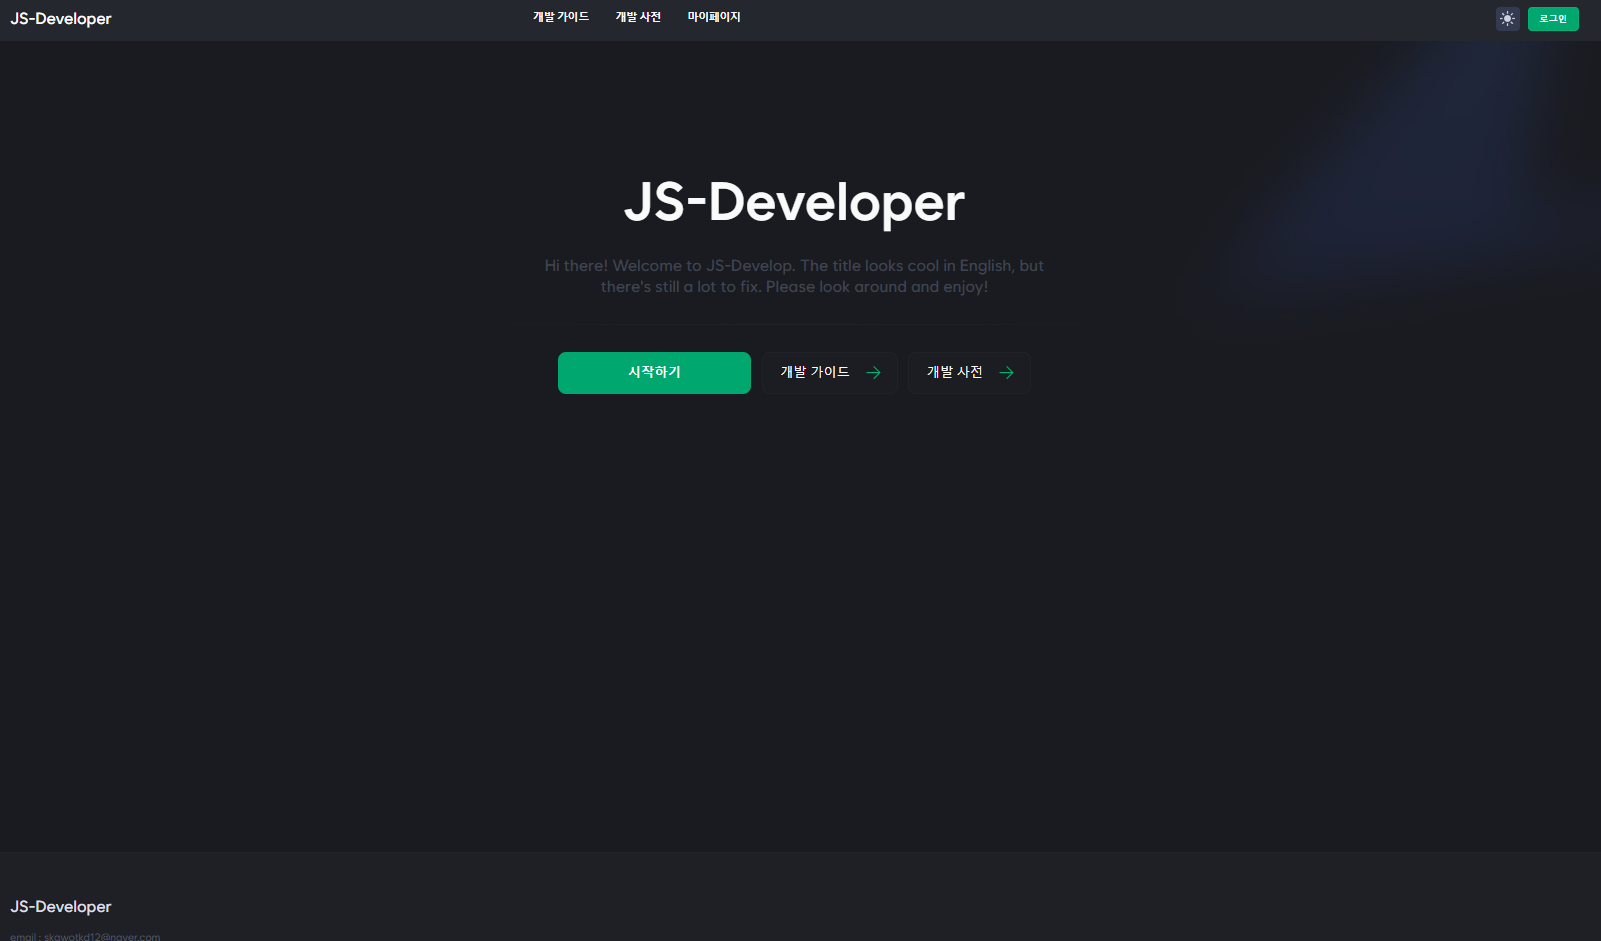 JS-Developer
개발 가이드 개발 사전 마이페이지
로그인
JS-Developer
Hi there! Welcome to JS-Develop. The title looks cool in English, but
there's still a lot to fix. Please look around and enjoy!
시작하기
개발 가이드
개발 사전
JS-Developer
email : skawotkd12@naver.com